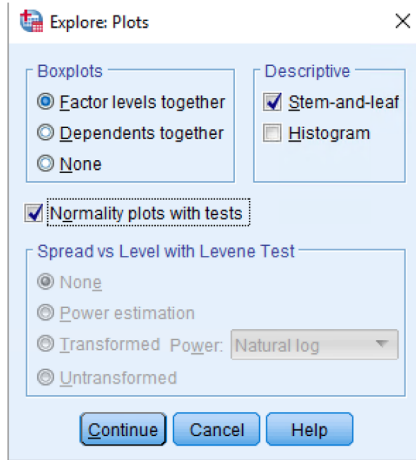 Explore: Plots
Boxplots
Factor levels together
Dependents together
None
Descriptive
Stem-and-leaf
Histogram
Normality plots with tests
Spread vs Level with Levene Test
None
Power estimation
Transformed Power: Natural log
Untransformed
Continue Cancel Help